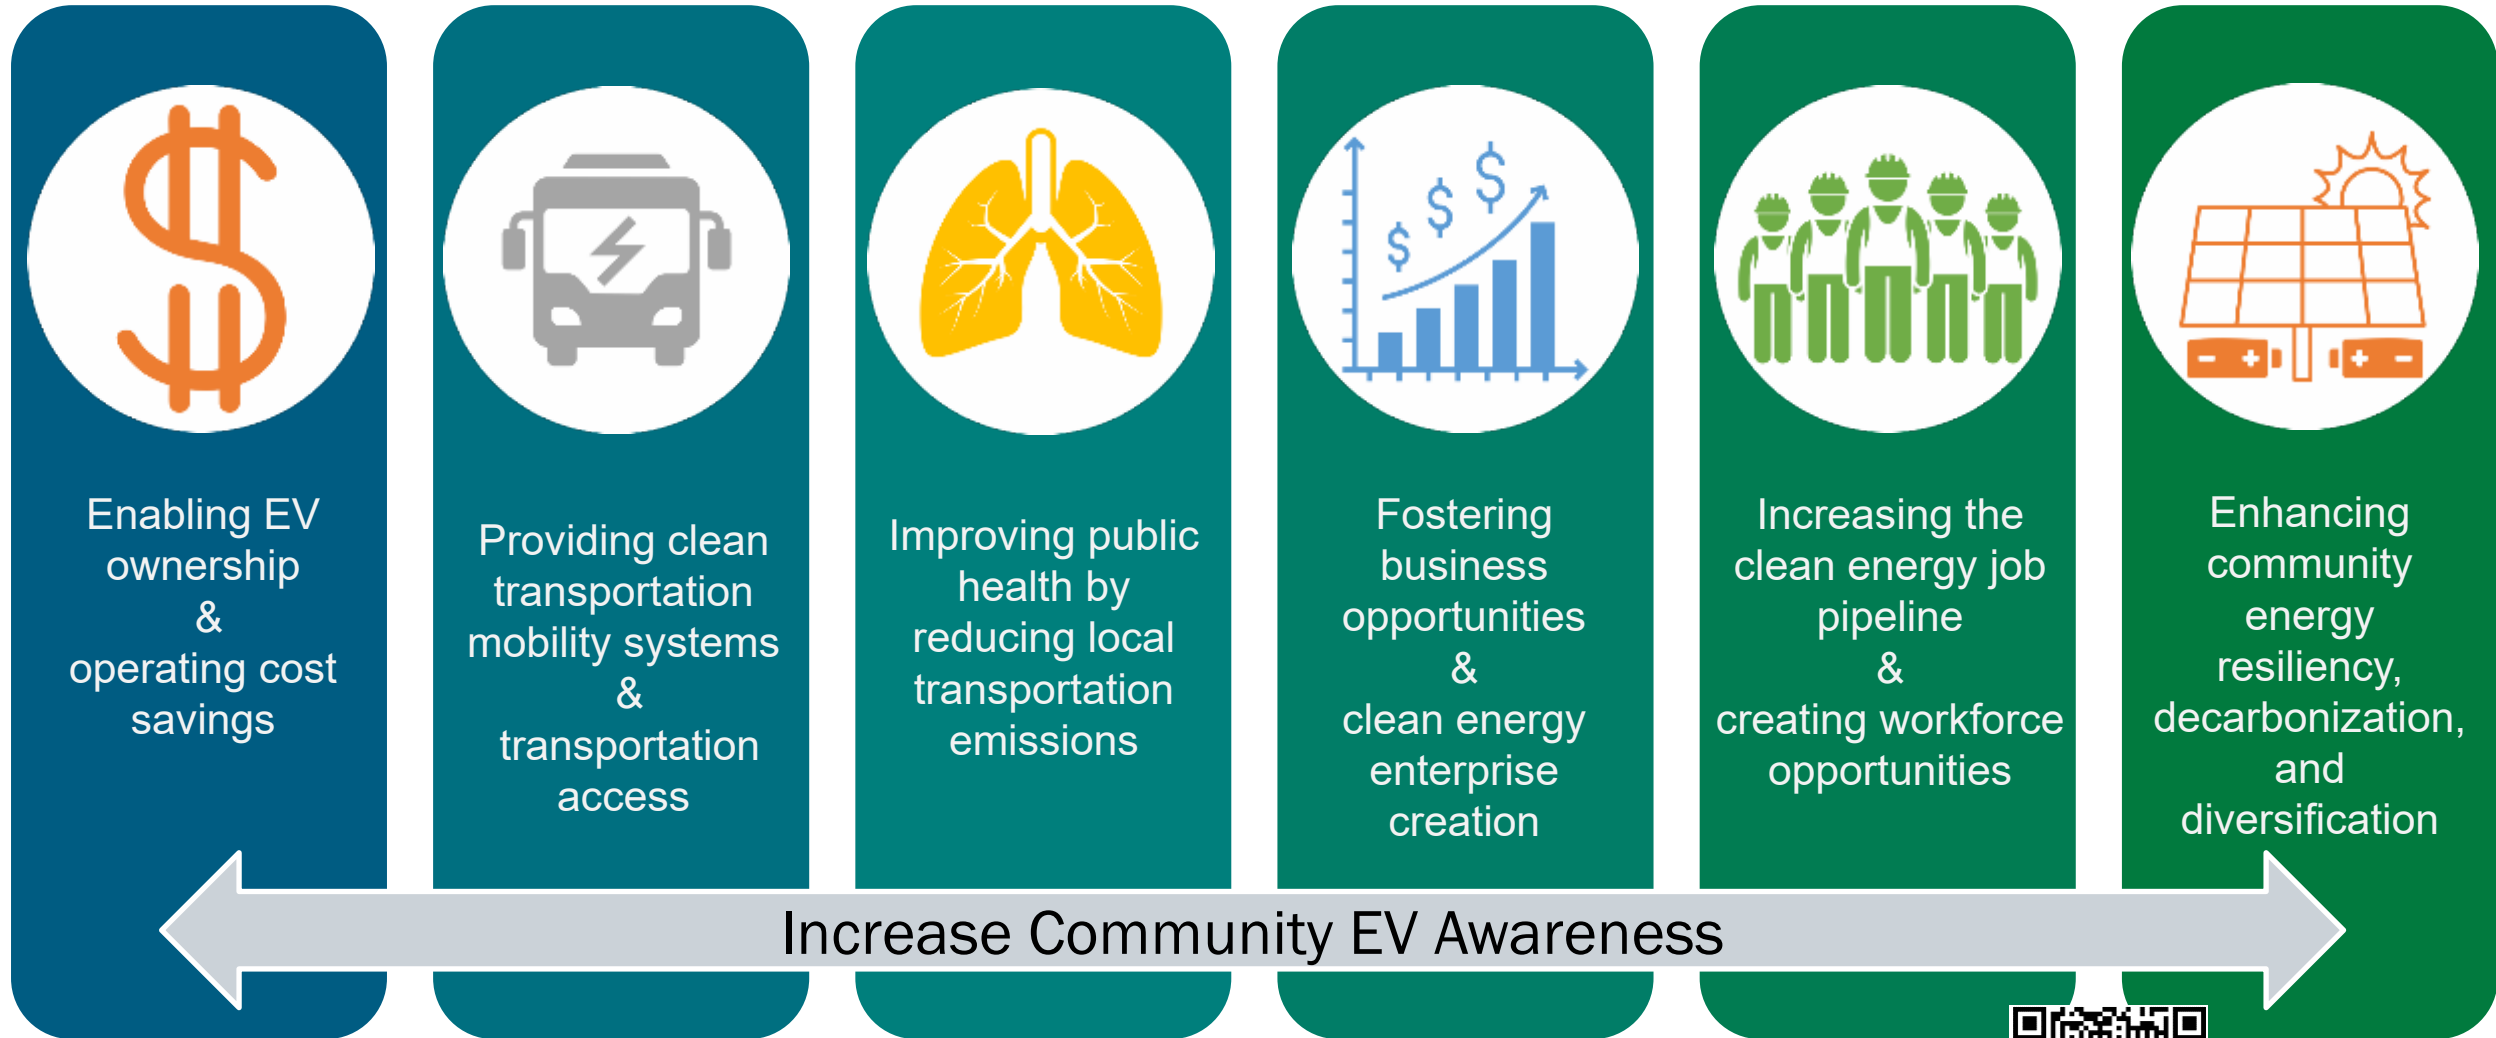 Enabling EV
ownership
&
operating cost
savings
Providing clean
transportation
mobility systems
&
transportation
access
Improving public
health by
reducing local
transportation
emissions
Fostering
business
opportunities
&
clean energy
enterprise
creation
Increasing the
clean energy job
pipeline
&
creating workforce
opportunities
Enhancing
community
energy
resiliency,
decarbonization,
and
diversification
Increase Community EV Awareness